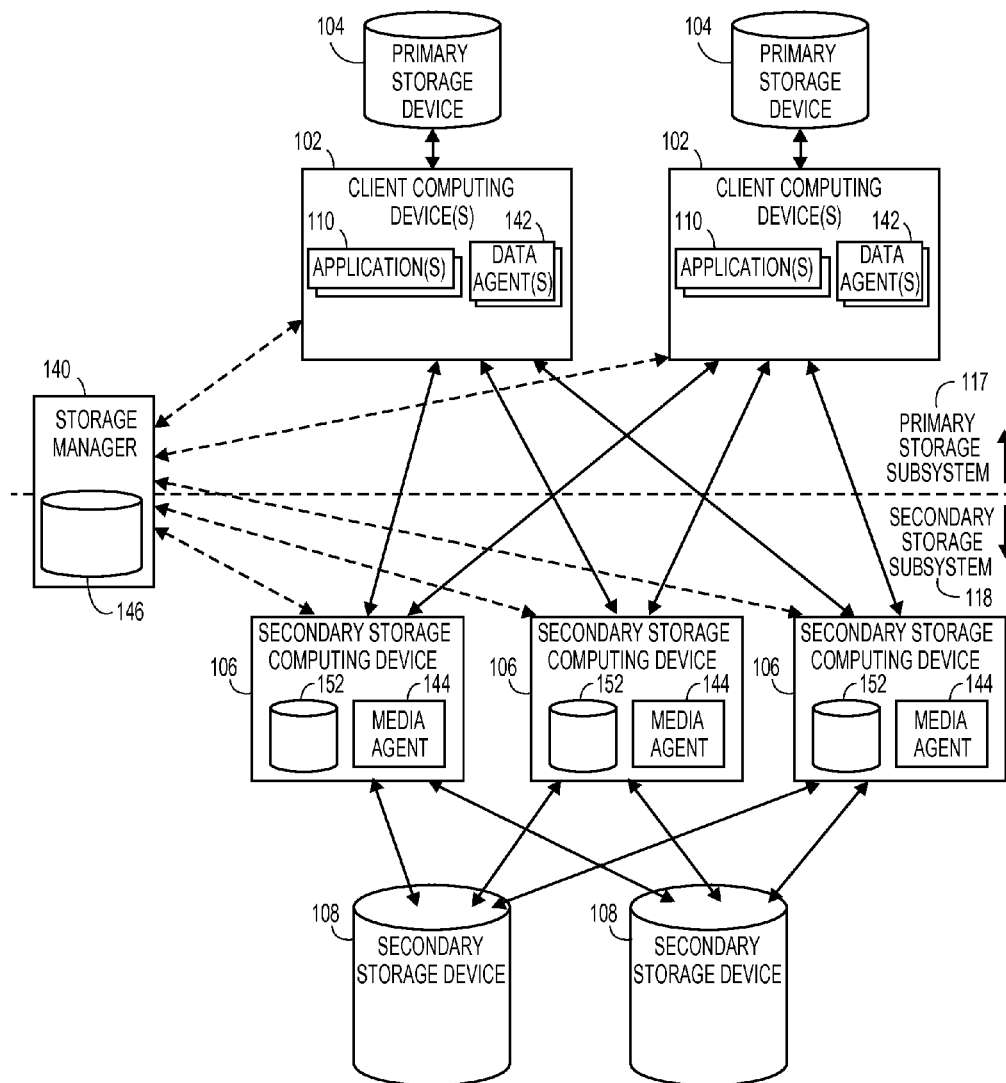 104
PRIMARY
STORAGE
DEVICE
104
PRIMARY
STORAGE
DEVICE
102
CLIENT COMPUTING
DEVICE(S)
110
142
APPLICATION(S)
DATA
AGENT(S)
102
CLIENT COMPUTING
DEVICE(S)
110
142
APPLICATION(S)
DATA
AGENT(S)
140
STORAGE
MANAGER
146
117
PRIMARY
STORAGE
SUBSYSTEM
SECONDARY
STORAGE
SUBSYSTEM
118
SECONDARY STORAGE
COMPUTING DEVICE
106
152
144
MEDIA
AGENT
SECONDARY STORAGE
COMPUTING DEVICE
106
152
144
MEDIA
AGENT
SECONDARY STORAGE
COMPUTING DEVICE
106
152
144
MEDIA
AGENT
108
SECONDARY
STORAGE DEVICE
108
SECONDARY
STORAGE DEVICE